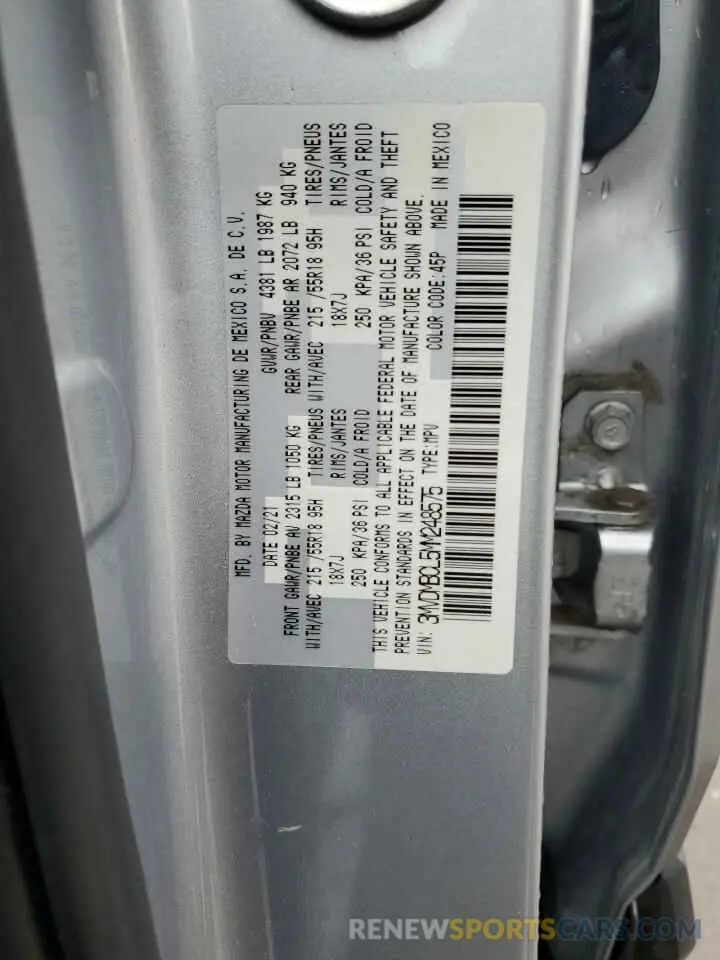 MFD. BY MAZDA MOTOR MANUFACTURING DE MEXICO S.A. DE C.V.
DATE 02/21 GVWR/PNBV 4381 LB 1987 KG
FRONT GAWR/PNBE AV 2315 LB 1050 KG REAR GAWR/PNBE AR 2072 LB 940 KG
WITH/AVEC 215 /55R18 95H TIRES/PNEUS WITH/AVEC 215 /55R18 95H TIRES/PNEUS
18X7J RIMS/JANTES 18X7J RIMS/JANTES
250 KPA/36 PSI COLD/A FROID 250 KPA/36 PSI COLD/A FROID
THIS VEHICLE CONFORMS TO ALL APPLICABLE FEDERAL MOTOR VEHICLE SAFETY AND THEFT
PREVENTION STANDARDS IN EFFECT ON THE DATE OF MANUFACTURE SHOWN ABOVE.
VIN: 3MVDMBCL5MM248575 TYPE:MPV COLOR CODE:45P MADE IN MEXICO
RENEWSPORTSCARS.COM